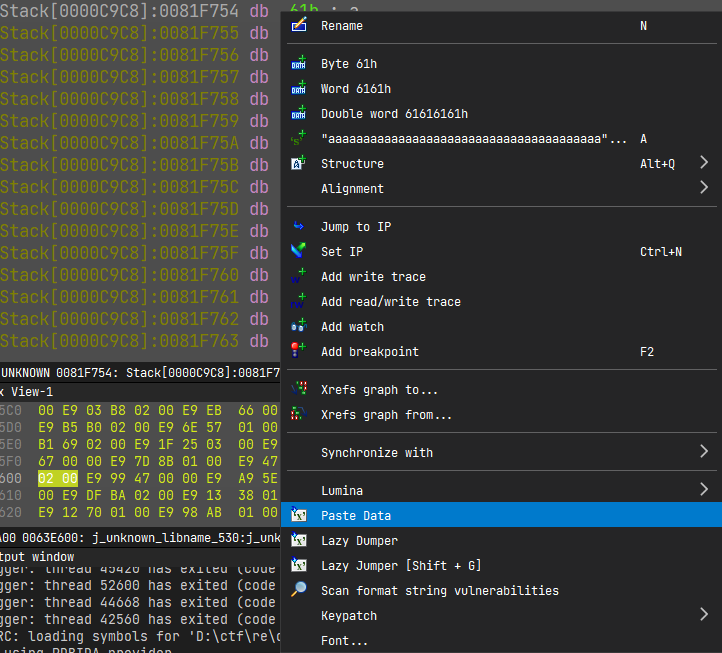 Stack[0000C9C8]:0081F754 db 61h ; a
Stack[0000C9C8]:0081F755 db
Stack[0000C9C8]:0081F756 db
Stack[0000C9C8]:0081F757 db
Stack[0000C9C8]:0081F758 db
Stack[0000C9C8]:0081F759 db
Stack[0000C9C8]:0081F75A db
Stack[0000C9C8]:0081F75B db
Stack[0000C9C8]:0081F75C db
Stack[0000C9C8]:0081F75D db
Stack[0000C9C8]:0081F75E db
Stack[0000C9C8]:0081F75F db
Stack[0000C9C8]:0081F760 db
Stack[0000C9C8]:0081F761 db
Stack[0000C9C8]:0081F762 db
Stack[0000C9C8]:0081F763 db
UNKNOWN 0081F754: Stack[0000C9C8]:0081F7
x View-1
5C0 00 E9 03 B8 02 00 E9 EB 66 00
5D0 E9 B5 B0 02 00 E9 6E 57 01 00
5E0 B1 69 02 00 E9 1F 25 03 00 E9
5F0 67 00 00 E9 7D 8B 01 00 E9 47
600 02 00 E9 99 47 00 00 E9 A9 5E
610 00 E9 DF BA 02 00 E9 13 38 01
620 E9 12 70 01 00 E9 98 AB 01 00
A00 0063E600: j_unknown_libname_530:j_unk
tput window
gger: thread 45420 has exited (code
gger: thread 52600 has exited (code
gger: thread 44668 has exited (code
gger: thread 42560 has exited (code
RC: loading symbols for 'D:\ctf\re\c
using PDBIDA provider
Rename N
Byte 61h
Word 6161h
Double word 61616161h
"aaaaaaaaaaaaaaaaaaaaaaaaaaaaaaaaaaaaaaa"... A
Structure Alt+Q
Alignment
Jump to IP
Set IP Ctrl+N
Add write trace
Add read/write trace
Add watch
Add breakpoint F2
Xrefs graph to...
Xrefs graph from...
Synchronize with
Lumina
Paste Data
Lazy Dumper
Lazy Jumper [Shift + G]
Scan format string vulnerabilities
Keypatch
Font...